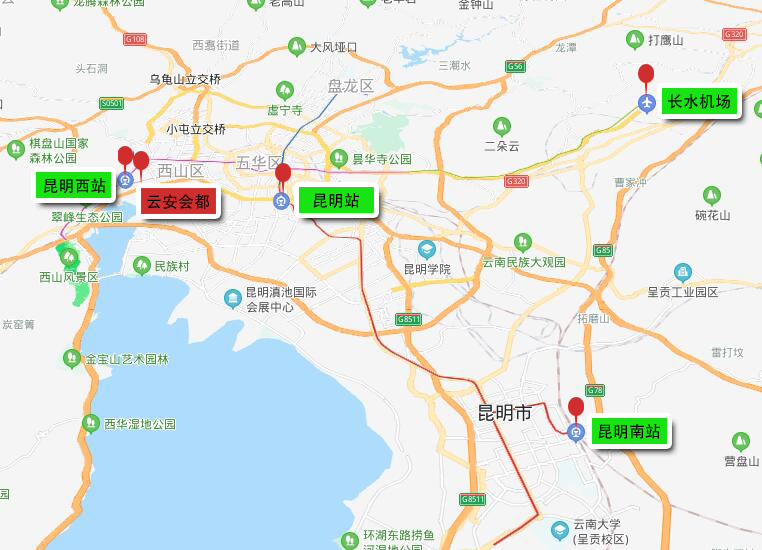 龙腾森林公园
老高山
金钟山
G320
G108
西翥街道
大风垭口
打鹰山
龙潭
头石洞
三潮水
G56
乌龟山立交桥
盘龙区
虚宁寺
长水机场
S0501
小屯立交桥
二朵云
棋盘山国家
森林公园
五华区
昙华寺公园
西山区
昆明西站
G320
曹家冲
云安会都
昆明站
碗花山
翠峰生态公园
G85
民族村
昆明学院
云南民族大观园
西山风景区
昆明滇池国际
会展中心
呈贡工业园区
炭窑箐
G8511
拓磨山
金宝山艺术园林
雷打坟
G78
昆明市
西华湿地公园
昆明南站
营盘山
公园
G8511
云南大学
(呈贡校区)
环湖东路捞鱼
河湿地公园